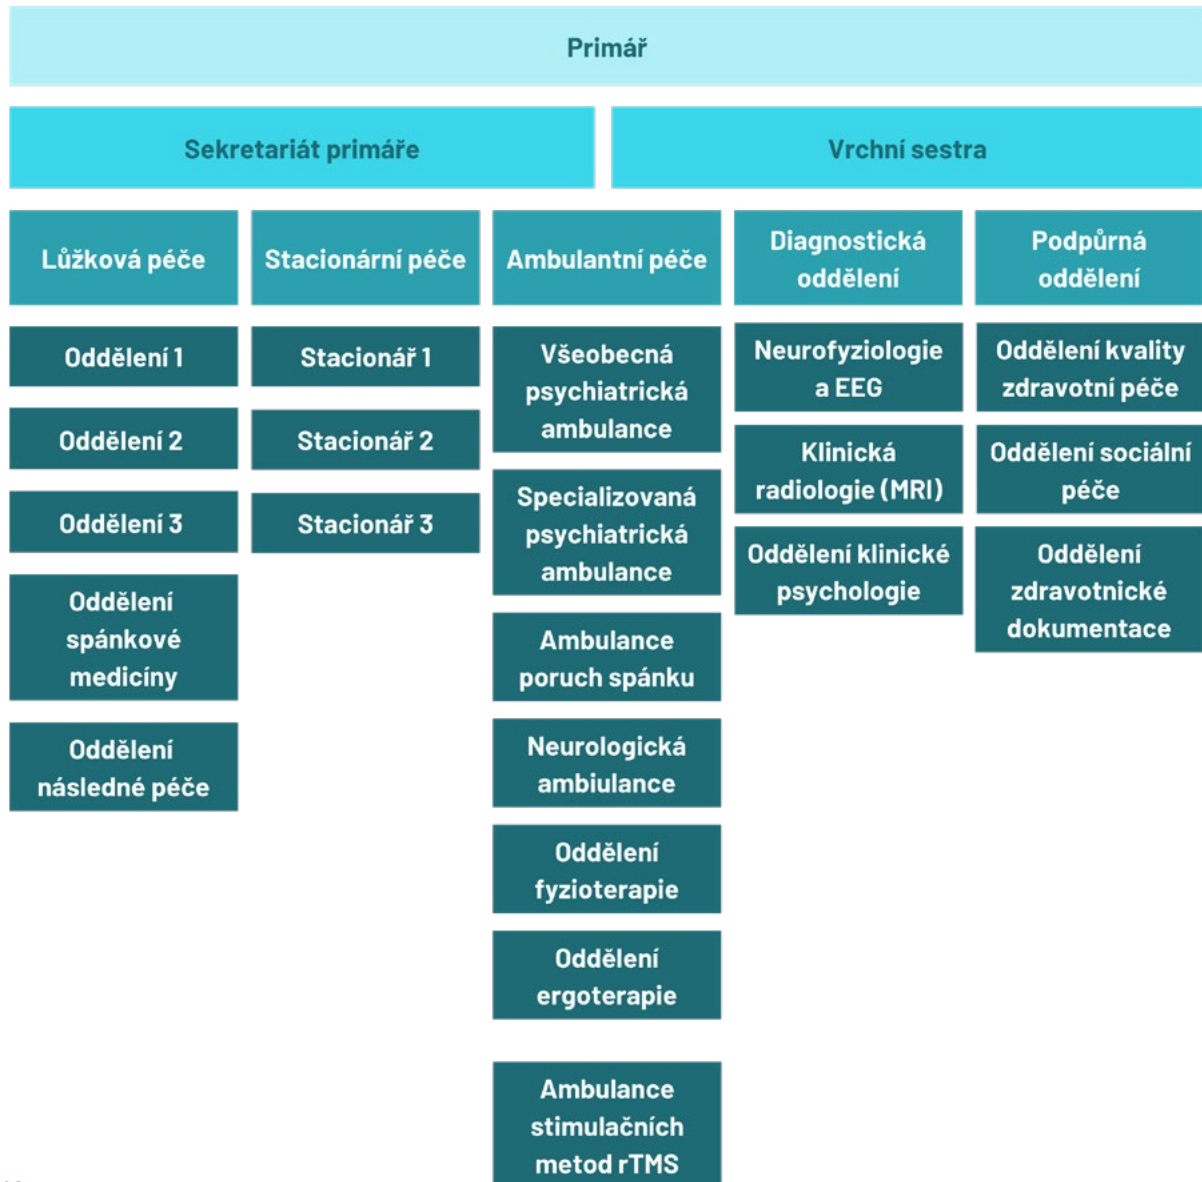 Primář
Sekretariát primáře
Vrchní sestra
Lůžková péče
Stacionární péče
Ambulantní péče
Diagnostická
oddělení
Podpůrná
oddělení
Oddělení 1
Oddělení 2
Oddělení 3
Oddělení
spánkové
medicíny
Oddělení
následné péče
Stacionář 1
Stacionář 2
Stacionář 3
Všeobecná
psychiatrická
ambulance
Specializovaná
psychiatrická
ambulance
Ambulance
poruch spánku
Neurologická
ambiulance
Oddělení
fyzioterapie
Oddělení
ergoterapie
Ambulance
stimulačních
metod rTMS
Neurofyziologie
a EEG
Klinická
radiologie (MRI)
Oddělení klinické
psychologie
Oddělení kvality
zdravotní péče
Oddělení sociální
péče
Oddělení
zdravotnické
dokumentace